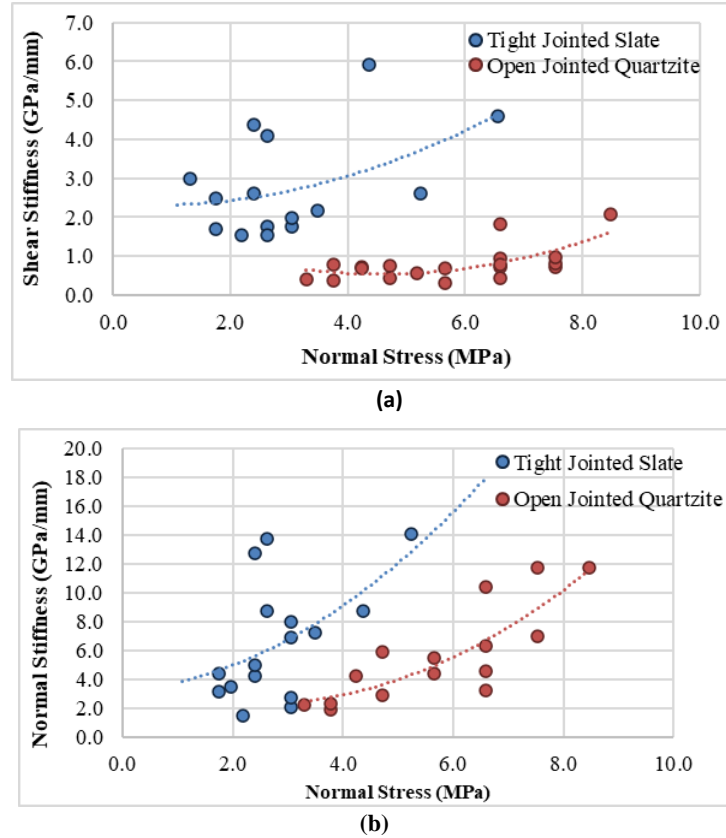 7.0
6.0
5.0
4.0
3.0
2.0
1.0
0.0
Shear Stiffness (GPa/mm)
Tight Jointed Slate
Open Jointed Quartzite
0.0 2.0 4.0 6.0 8.0 10.0
Normal Stress (MPa)
(a)
20.0
18.0
16.0
14.0
12.0
10.0
8.0
6.0
4.0
2.0
0.0
Normal Stiffness (GPa/mm)
Tight Jointed Slate
Open Jointed Quartzite
0.0 2.0 4.0 6.0 8.0 10.0
Normal Stress (MPa)
(b)